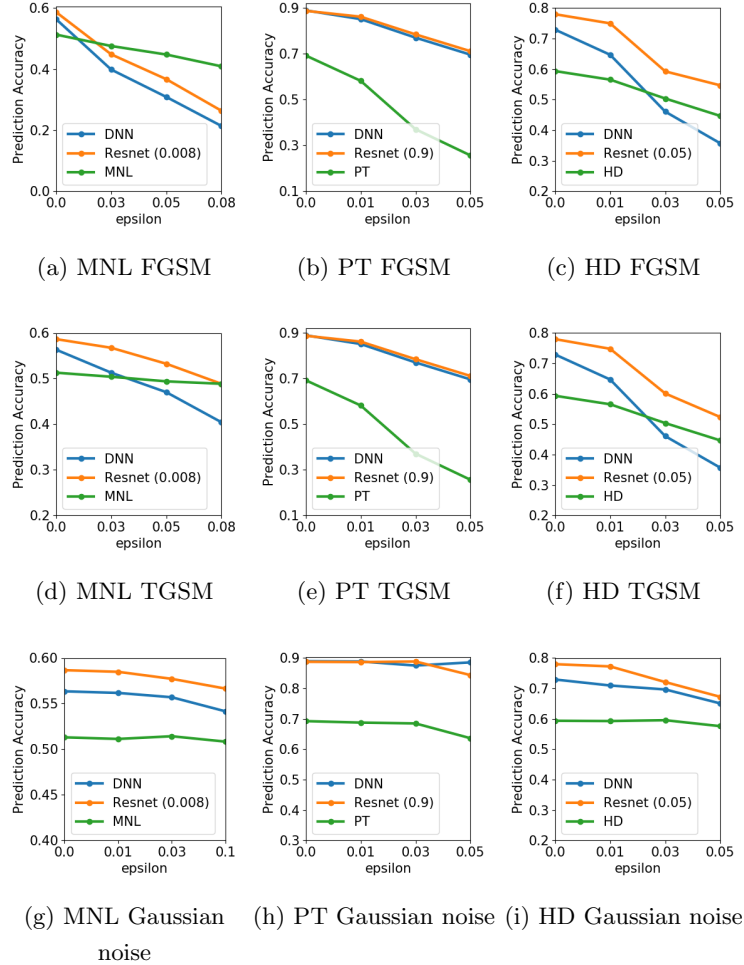 0.6
0.4
0.2
0.0
Prediction Accuracy
DNN
Resnet (0.008)
MNL
0.0 0.03 0.05 0.08
epsilon
(a) MNL FGSM
0.9
0.7
0.5
0.3
0.1
Prediction Accuracy
DNN
Resnet (0.9)
PT
0.0 0.01 0.03 0.05
epsilon
(b) PT FGSM
0.8
0.7
0.6
0.5
0.4
0.3
0.2
Prediction Accuracy
DNN
Resnet (0.05)
HD
0.0 0.01 0.03 0.05
epsilon
(c) HD FGSM
0.6
0.5
0.4
0.3
0.2
Prediction Accuracy
DNN
Resnet (0.008)
MNL
0.0 0.03 0.05 0.08
epsilon
(d) MNL TGSM
0.9
0.7
0.5
0.3
0.1
Prediction Accuracy
DNN
Resnet (0.9)
PT
0.0 0.01 0.03 0.05
epsilon
(e) PT TGSM
0.8
0.7
0.6
0.5
0.4
0.3
0.2
Prediction Accuracy
DNN
Resnet (0.05)
HD
0.0 0.01 0.03 0.05
epsilon
(f) HD TGSM
0.60
0.55
0.50
0.45
0.40
Prediction Accuracy
DNN
Resnet (0.008)
MNL
0.0 0.01 0.03 0.1
epsilon
(g) MNL Gaussian
noise
0.9
0.8
0.7
0.6
0.5
0.4
0.3
Prediction Accuracy
DNN
Resnet (0.9)
PT
0.0 0.01 0.03 0.05
epsilon
(h) PT Gaussian noise
0.8
0.7
0.6
0.5
0.4
0.3
0.2
Prediction Accuracy
DNN
Resnet (0.05)
HD
0.0 0.01 0.03 0.05
epsilon
(i) HD Gaussian noise